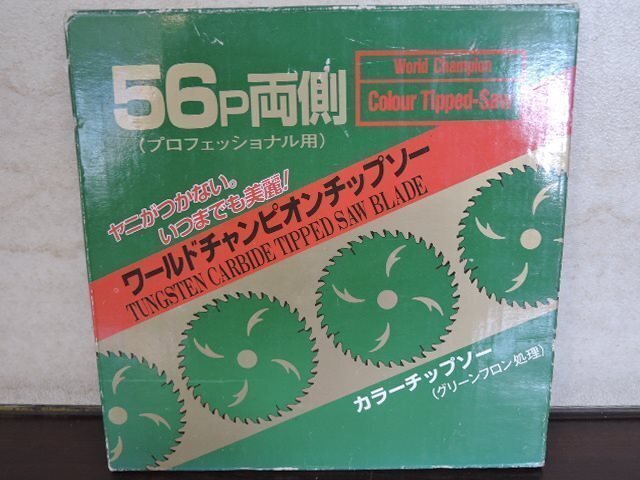 56P両側
(プロフェッショナル用)
World Champion
Colour Tipped-Saw
ヤニがつかない。
いつまでも美麗!
ワールドチャンピオンチップソー
TUNGSTEN CARBIDE TIPPED SAW BLADE
カラーチップソー
(グリーンフロン処理)